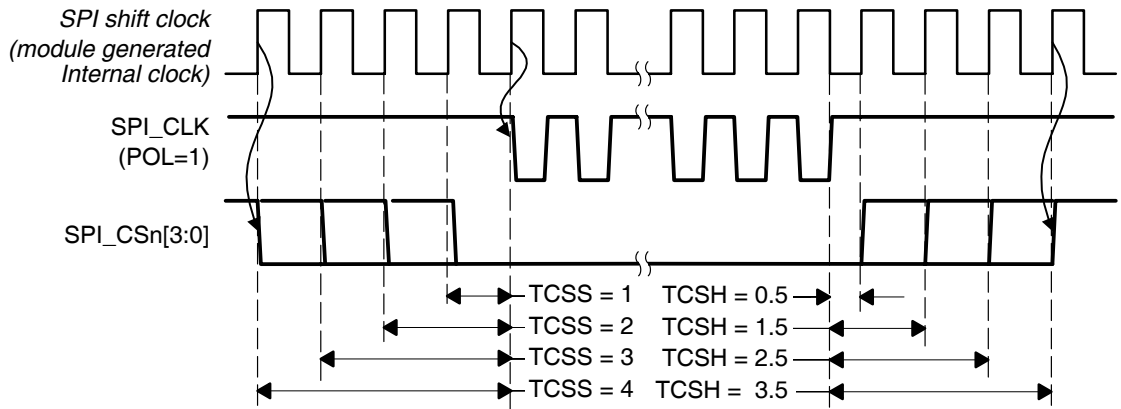 SPI shift clock
(module generated
Internal clock)
SPI_CLK
(POL=1)
SPI_CSn[3:0]
TCSS = 1 TCSH = 0.5
TCSS = 2 TCSH = 1.5
TCSS = 3 TCSH = 2.5
TCSS = 4 TCSH = 3.5